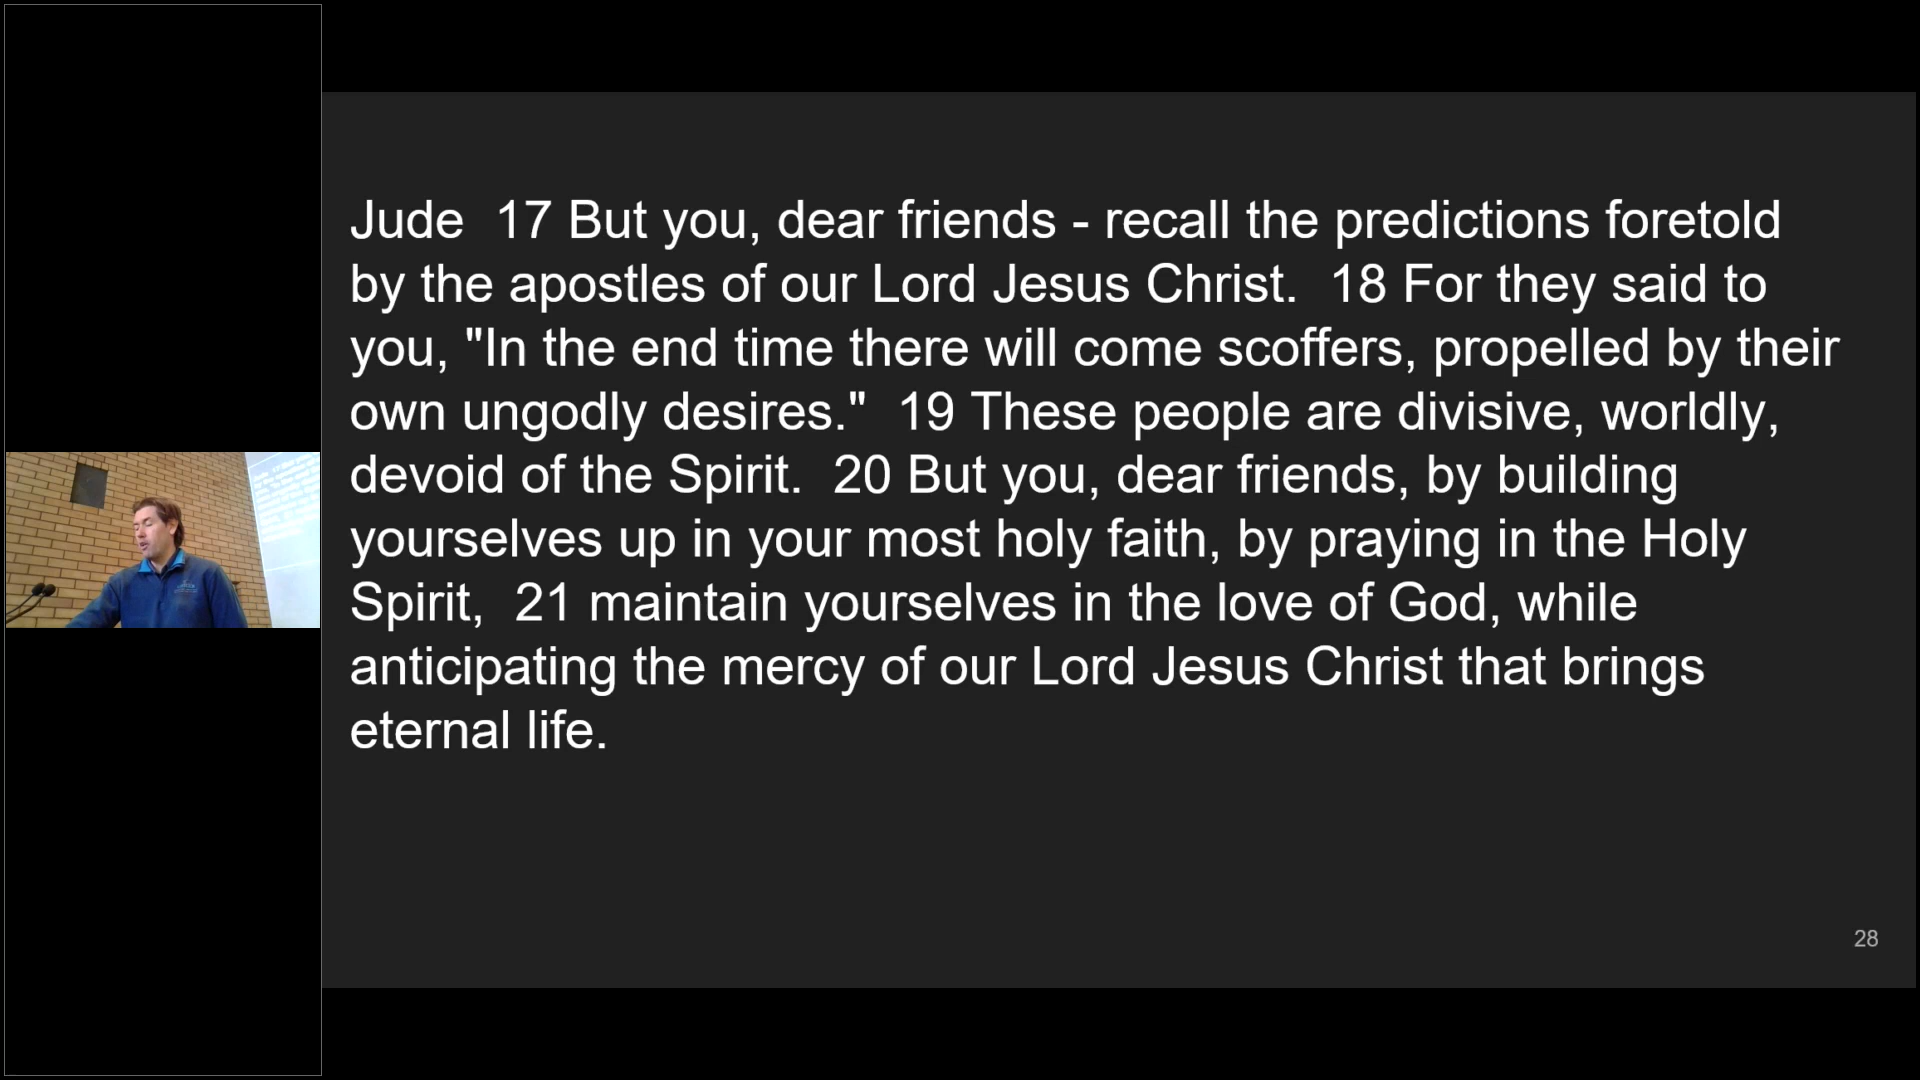 Jude  17 But you, dear friends - recall the predictions foretold
by the apostles of our Lord Jesus Christ.  18 For they said to
you, "In the end time there will come scoffers, propelled by their
own ungodly desires."  19 These people are divisive, worldly,
devoid of the Spirit.  20 But you, dear friends, by building
yourselves up in your most holy faith, by praying in the Holy
Spirit,  21 maintain yourselves in the love of God, while
anticipating the mercy of our Lord Jesus Christ that brings
eternal life.
28